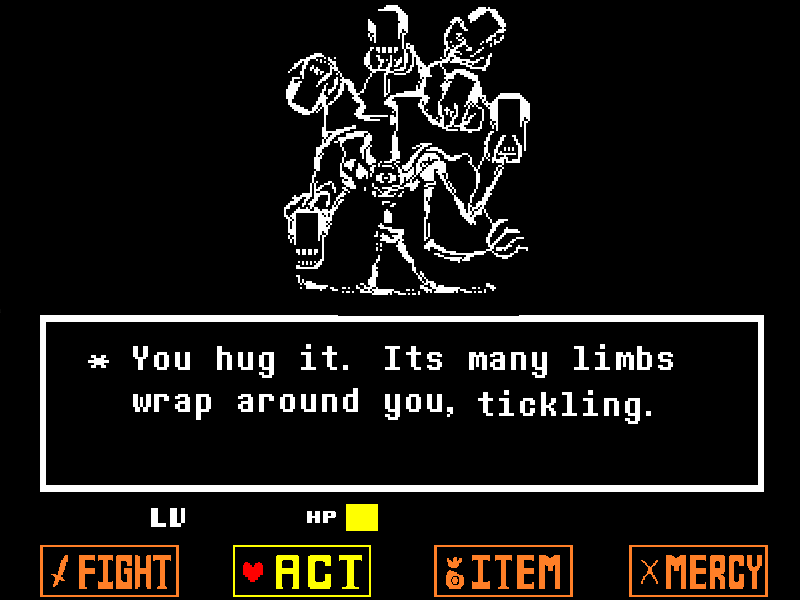 * You hug it. Its many limbs
wrap around you, tickling.
LV HP
FIGHT ACT ITEM MERCY